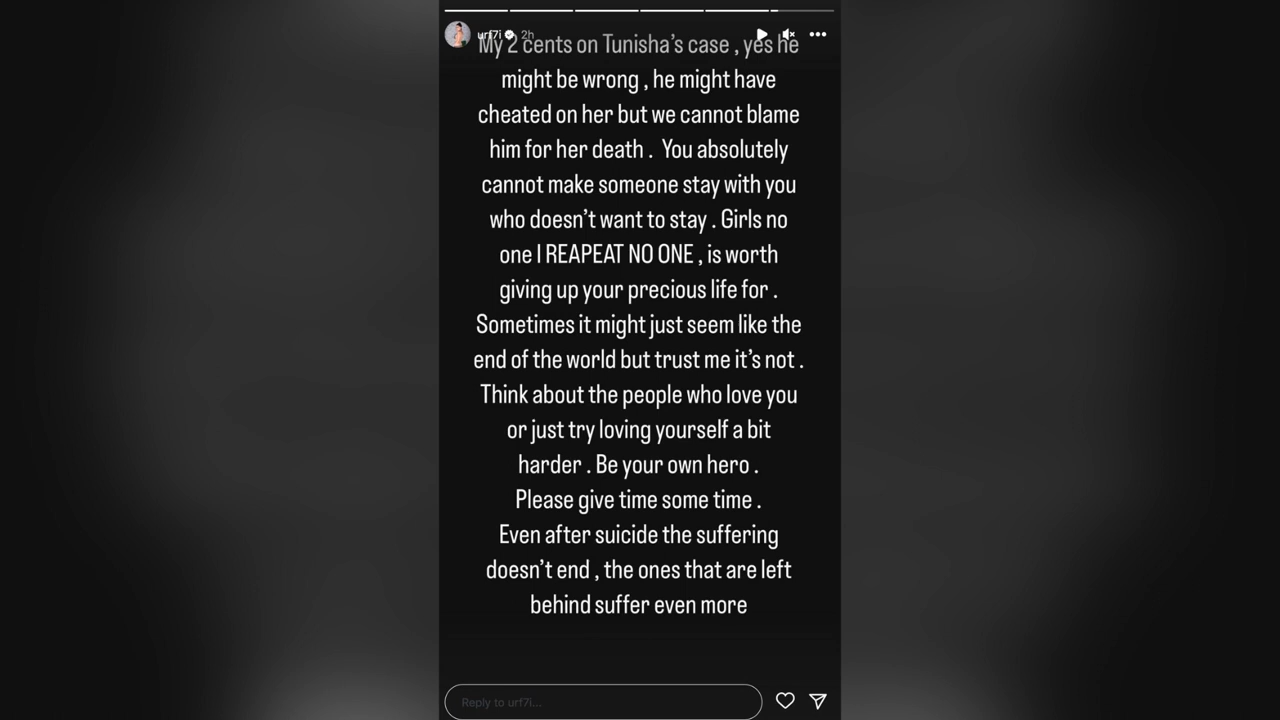 urf7i 2h
My 2 cents on Tunisha's case , yes he
might be wrong , he might have
cheated on her but we cannot blame
him for her death .  You absolutely
cannot make someone stay with you
who doesn't want to stay . Girls no
one I REAPEAT NO ONE , is worth
giving up your precious life for .
Sometimes it might just seem like the
end of the world but trust me it's not .
Think about the people who love you
or just try loving yourself a bit
harder . Be your own hero .
Please give time some time .
Even after suicide the suffering
doesn't end , the ones that are left
behind suffer even more
Reply to urf7i...